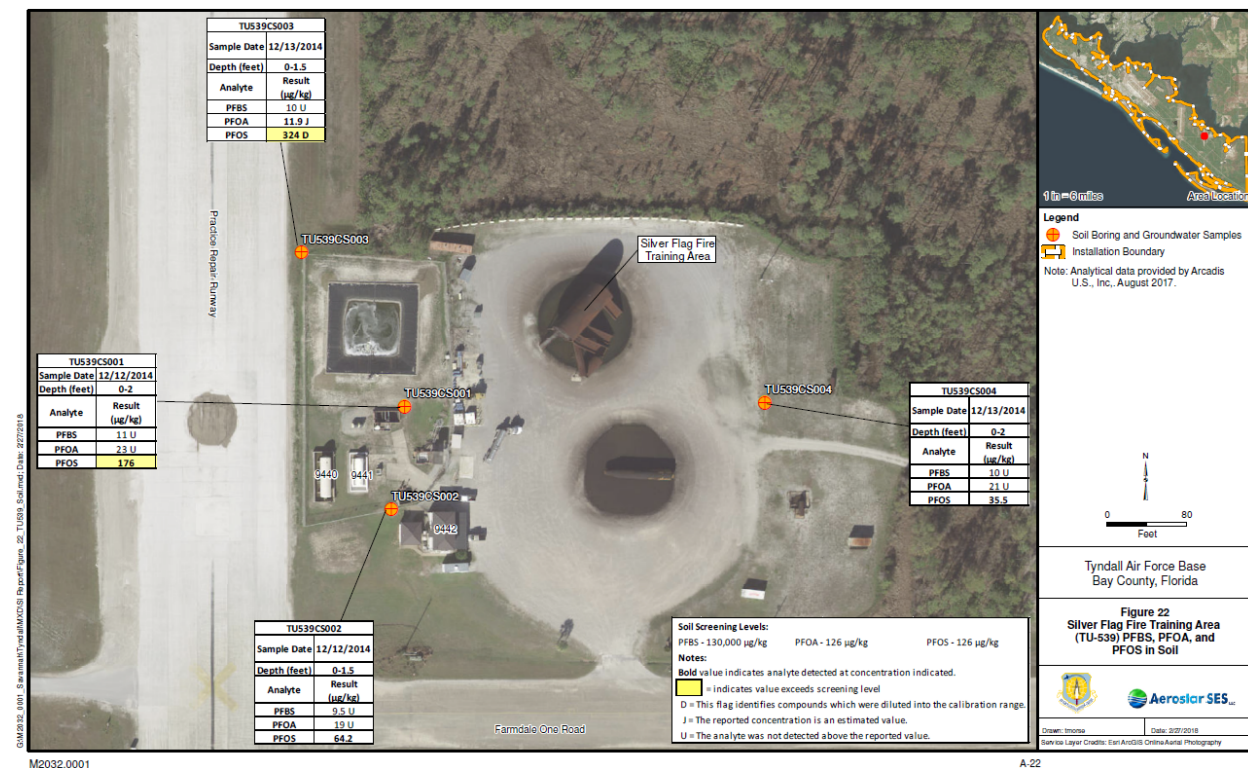 TU539CS003
Sample Date 12/13/2014
Depth (feet) 0-1.5
Analyte Result (µg/kg)
PFBS 10 U
PFOA 11.9 J
PFOS 324 D
TU539CS003
Practice Repair Runway
Silver Flag Fire
Training Area
TU539CS001
Sample Date 12/12/2014
Depth (feet) 0-2
Analyte Result (µg/kg)
PFBS 11 U
PFOA 23 U
PFOS 176
TU539CS001
9440
9441
TU539CS002
9442
TU539CS004
TU539CS004
Sample Date 12/13/2014
Depth (feet) 0-2
Analyte Result (µg/kg)
PFBS 10 U
PFOA 21 U
PFOS 35.5
TU539CS002
Sample Date 12/12/2014
Depth (feet) 0-1.5
Analyte Result (µg/kg)
PFBS 9.5 U
PFOA 19 U
PFOS 64.2
Farmdale One Road
Soil Screening Levels:
PFBS - 130,000 µg/kg PFOA - 126 µg/kg PFOS - 126 µg/kg
Notes:
Bold value indicates analyte detected at concentration indicated.
= indicates value exceeds screening level
D = This flag identifies compounds which were diluted into the calibration range.
J = The reported concentration is an estimated value.
U = The analyte was not detected above the reported value.
1 in = 6 miles
Area Location
Legend
Soil Boring and Groundwater Samples
Installation Boundary
Note: Analytical data provided by Arcadis
U.S., Inc,. August 2017.
N
0 80
Feet
Tyndall Air Force Base
Bay County, Florida
Figure 22
Silver Flag Fire Training Area
(TU-539) PFBS, PFOA, and
PFOS in Soil
Aerostar SES LLC
Drawn: tmorse Date: 2/27/2018
Service Layer Credits: Esri ArcGIS Online Aerial Photography
M2032.0001
A-22